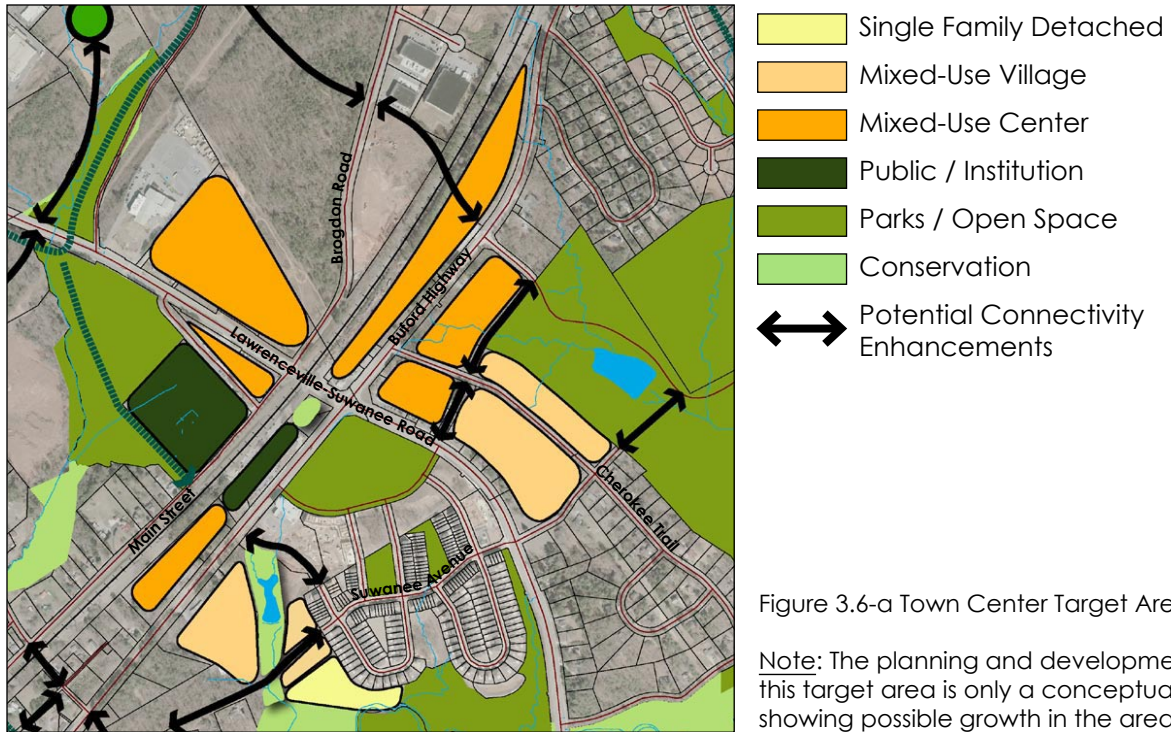 Single Family Detached
Mixed-Use Village
Mixed-Use Center
Public / Institution
Parks / Open Space
Conservation
Potential Connectivity
Enhancements
Brogdon Road
Buford Highway
Lawrenceville-Suwanee Road
Main Street
Cherokee Trail
Suwanee Avenue
Figure 3.6-a Town Center Target Are
Note: The planning and developme
this target area is only a conceptua
showing possible growth in the area